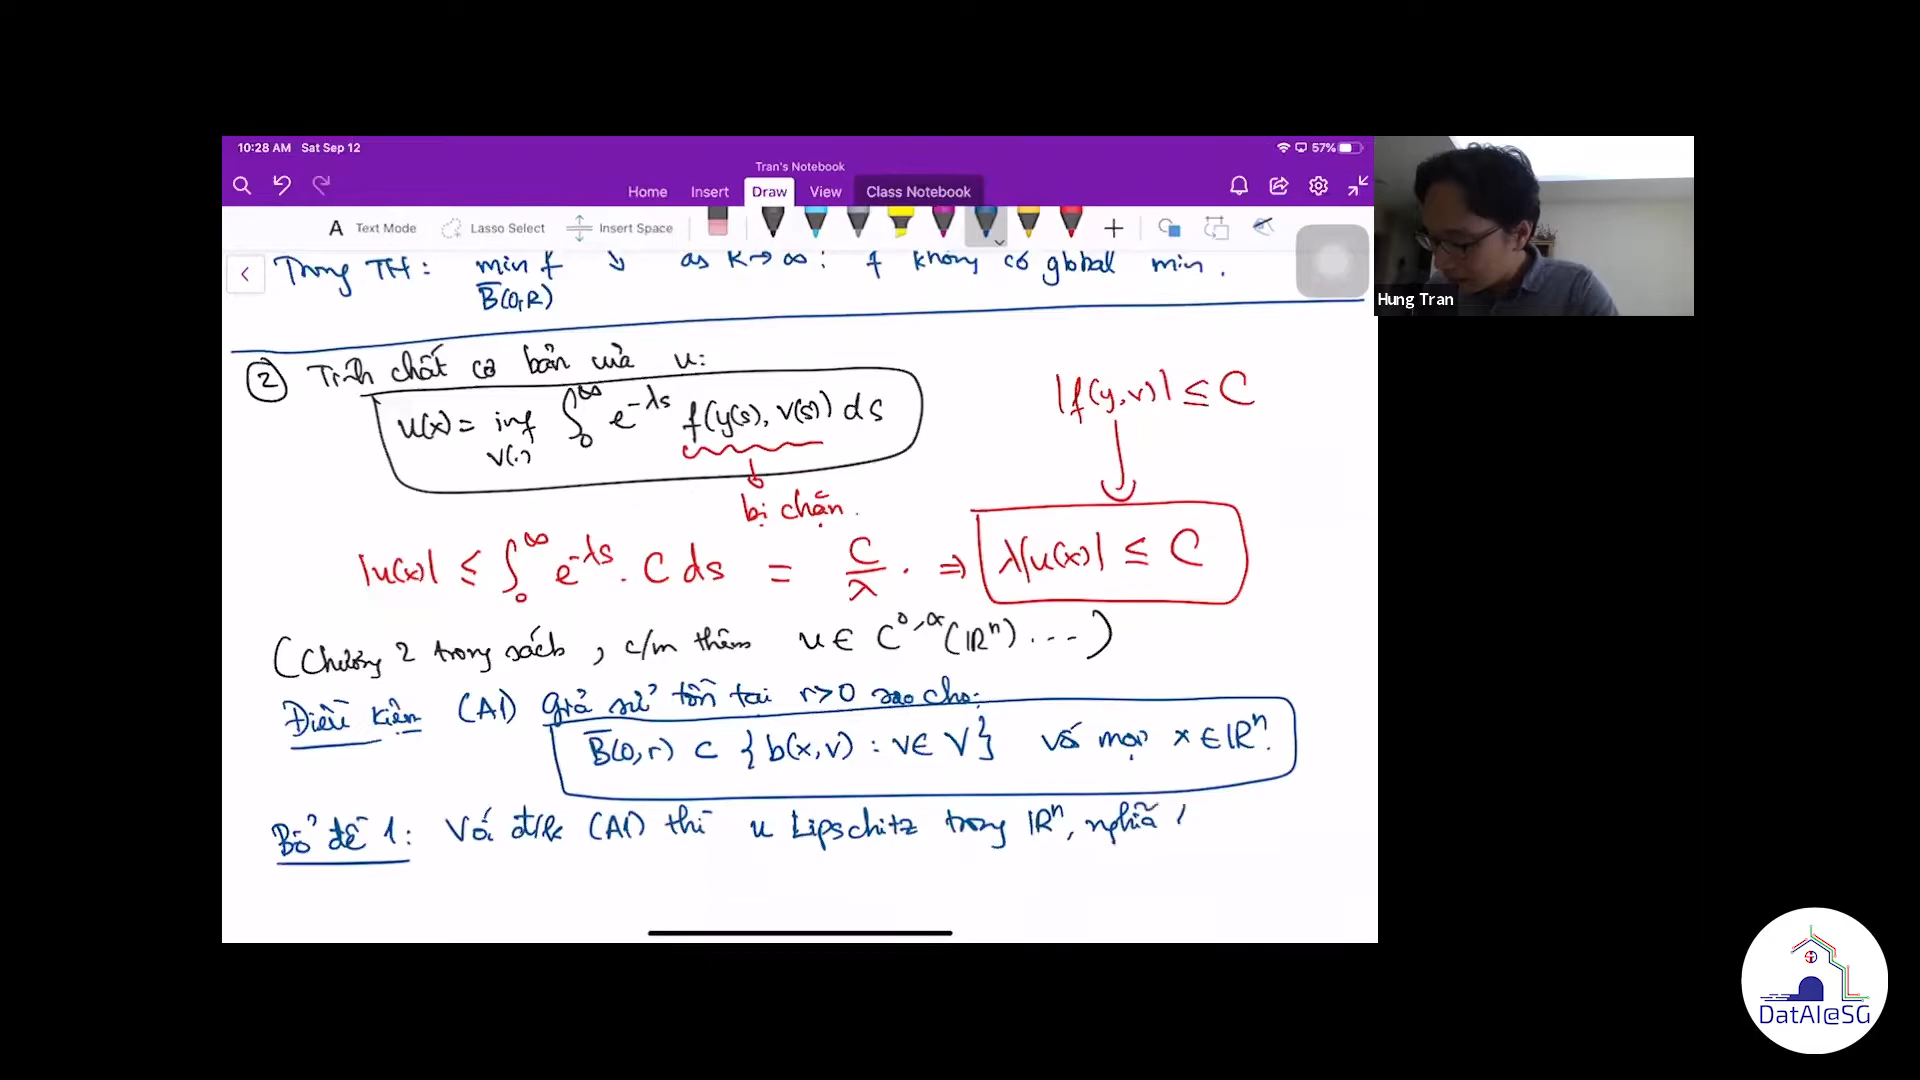 10:28 AM Sat Sep 12
57%
Tran's Notebook
Home Insert Draw View Class Notebook
A Text Mode Lasso Select Insert Space
Trong TH: min f ↓ as R→∞: f không có global min.
B̅(0,R)
② Tính chất cơ bản của u:
u(x) = inf ∫₀^∞ e^{-λs} f(y(s), v(s)) ds
v(·)
|f(y,v)| ≤ C
bị chặn.
|u(x)| ≤ ∫₀^∞ e^{-λs} . C ds = C/λ . ⇒ λ|u(x)| ≤ C
(Chương 2 trong sách, c/m thêm u ∈ C^{0,α}(ℝⁿ) ...)
Điều kiện (A1) Giả sử tồn tại r>0 sao cho:
B̅(0,r) ⊂ {b(x,v) : v∈V} với mọi x∈ℝⁿ.
Bổ đề 1: Với đ/k (A1) thì u Lipschitz trong ℝⁿ, nghĩa l
Hung Tran
DatAI@SG